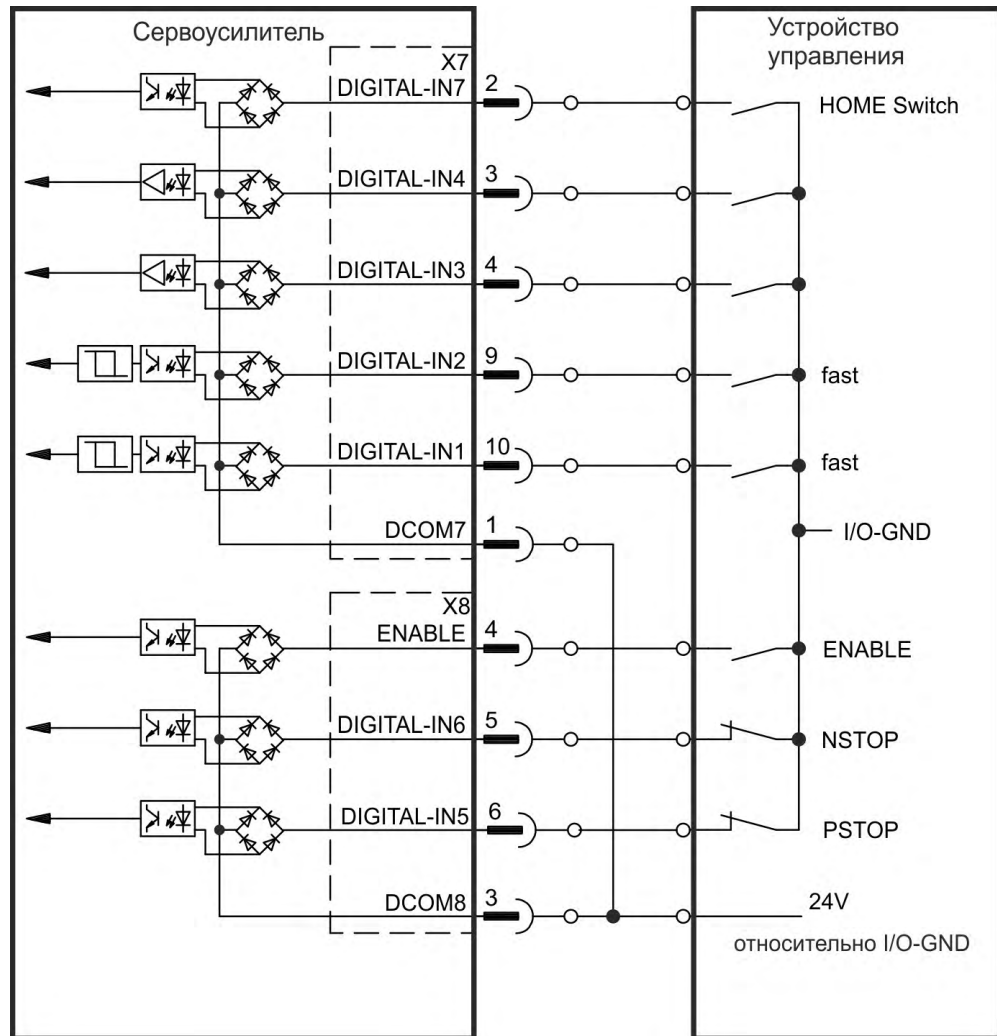 Сервоусилитель
Устройство
управления
X7
DIGITAL-IN7 2 HOME Switch
DIGITAL-IN4 3
DIGITAL-IN3 4
DIGITAL-IN2 9 fast
DIGITAL-IN1 10 fast
DCOM7 1 I/O-GND
X8
ENABLE 4 ENABLE
DIGITAL-IN6 5 NSTOP
DIGITAL-IN5 6 PSTOP
DCOM8 3 24V
относительно I/O-GND